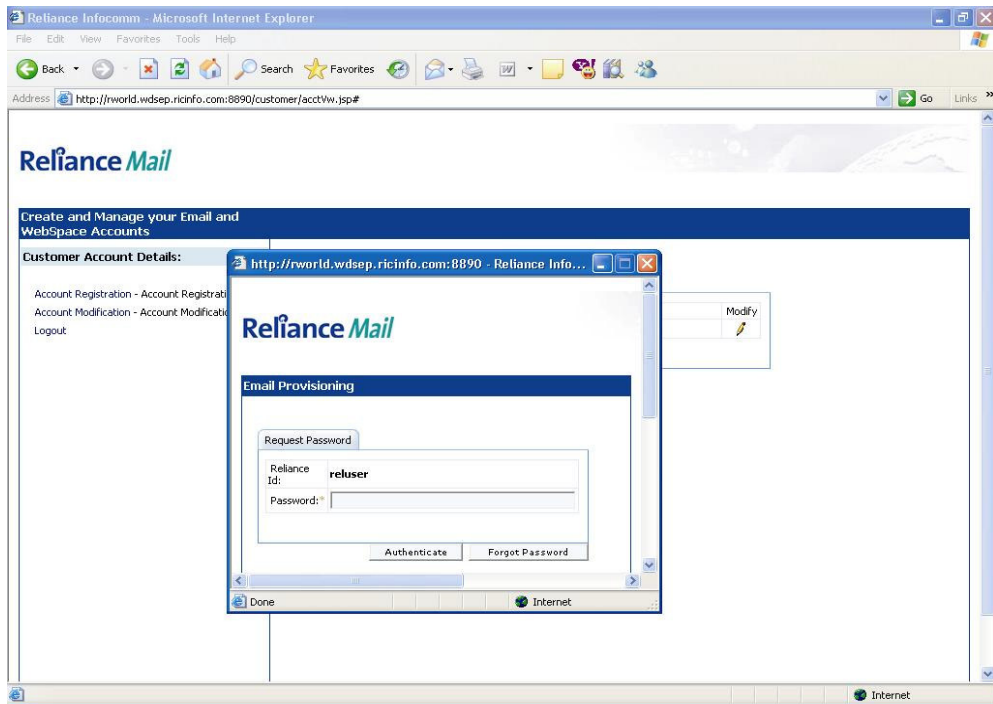 Reliance Infocomm - Microsoft Internet Explorer
File Edit View Favorites Tools Help
Back Search Favorites
Address http://rworld.wdsep.ricinfo.com:8890/customer/acctVw.jsp# Go Links »
Reliance Mail
Create and Manage your Email and
WebSpace Accounts
Customer Account Details:
Account Registration - Account Registrati
Account Modification - Account Modificatio
Logout
Modify
http://rworld.wdsep.ricinfo.com:8890 - Reliance Info...
Reliance Mail
Email Provisioning
Request Password
Reliance
Id: reluser
Password:*
Authenticate Forgot Password
Done Internet
Internet